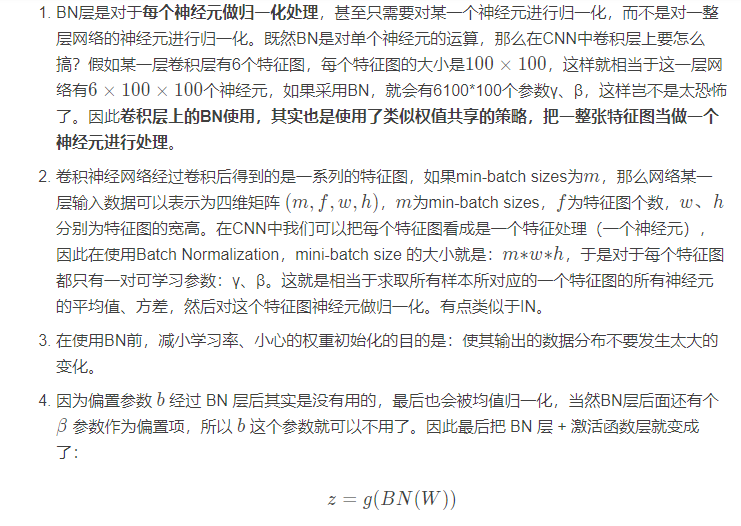 1. BN层是对于每个神经元做归一化处理，甚至只需要对某一个神经元进行归一化，而不是对一整
层网络的神经元进行归一化。既然BN是对单个神经元的运算，那么在CNN中卷积层上要怎么
搞？假如某一层卷积层有6个特征图，每个特征图的大小是100 × 100，这样就相当于这一层网
络有6 × 100 × 100个神经元，如果采用BN，就会有6100*100个参数γ、β，这样岂不是太恐怖
了。因此卷积层上的BN使用，其实也是使用了类似权值共享的策略，把一整张特征图当做一个
神经元进行处理。
2. 卷积神经网络经过卷积后得到的是一系列的特征图，如果min-batch sizes为m，那么网络某一
层输入数据可以表示为四维矩阵 (m, f, w, h)，m为min-batch sizes，f为特征图个数，w、h
分别为特征图的宽高。在CNN中我们可以把每个特征图看成是一个特征处理（一个神经元），
因此在使用Batch Normalization，mini-batch size 的大小就是：m∗w∗h，于是对于每个特征图
都只有一对可学习参数：γ、β。这就是相当于求取所有样本所对应的一个特征图的所有神经元
的平均值、方差，然后对这个特征图神经元做归一化。有点类似于IN。
3. 在使用BN前，减小学习率、小心的权重初始化的目的是：使其输出的数据分布不要发生太大的
变化。
4. 因为偏置参数 b 经过 BN 层后其实是没有用的，最后也会被均值归一化，当然BN层后面还有个
β 参数作为偏置项，所以 b 这个参数就可以不用了。因此最后把 BN 层 + 激活函数层就变成
了：
z = g(BN(W))